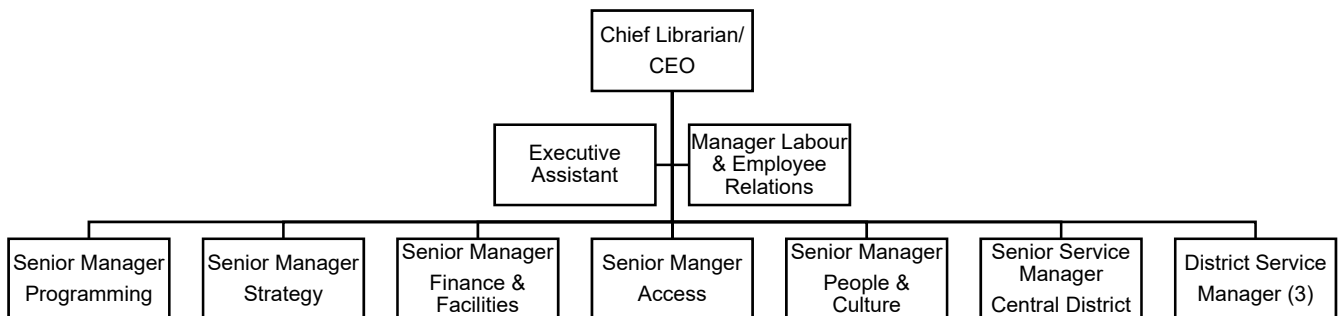 Chief Librarian/
CEO
Executive
Assistant
Manager Labour
& Employee
Relations
Senior Manager
Programming
Senior Manager
Strategy
Senior Manager
Finance &
Facilities
Senior Manger
Access
Senior Manager
People &
Culture
Senior Service
Manager
Central District
District Service
Manager (3)